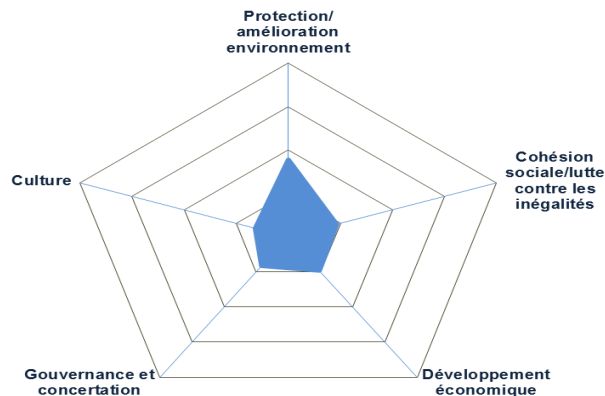 Protection/
amélioration
environnement
Culture
Cohésion
sociale/lutte
contre les
inégalités
Gouvernance et
concertation
Développement
économique